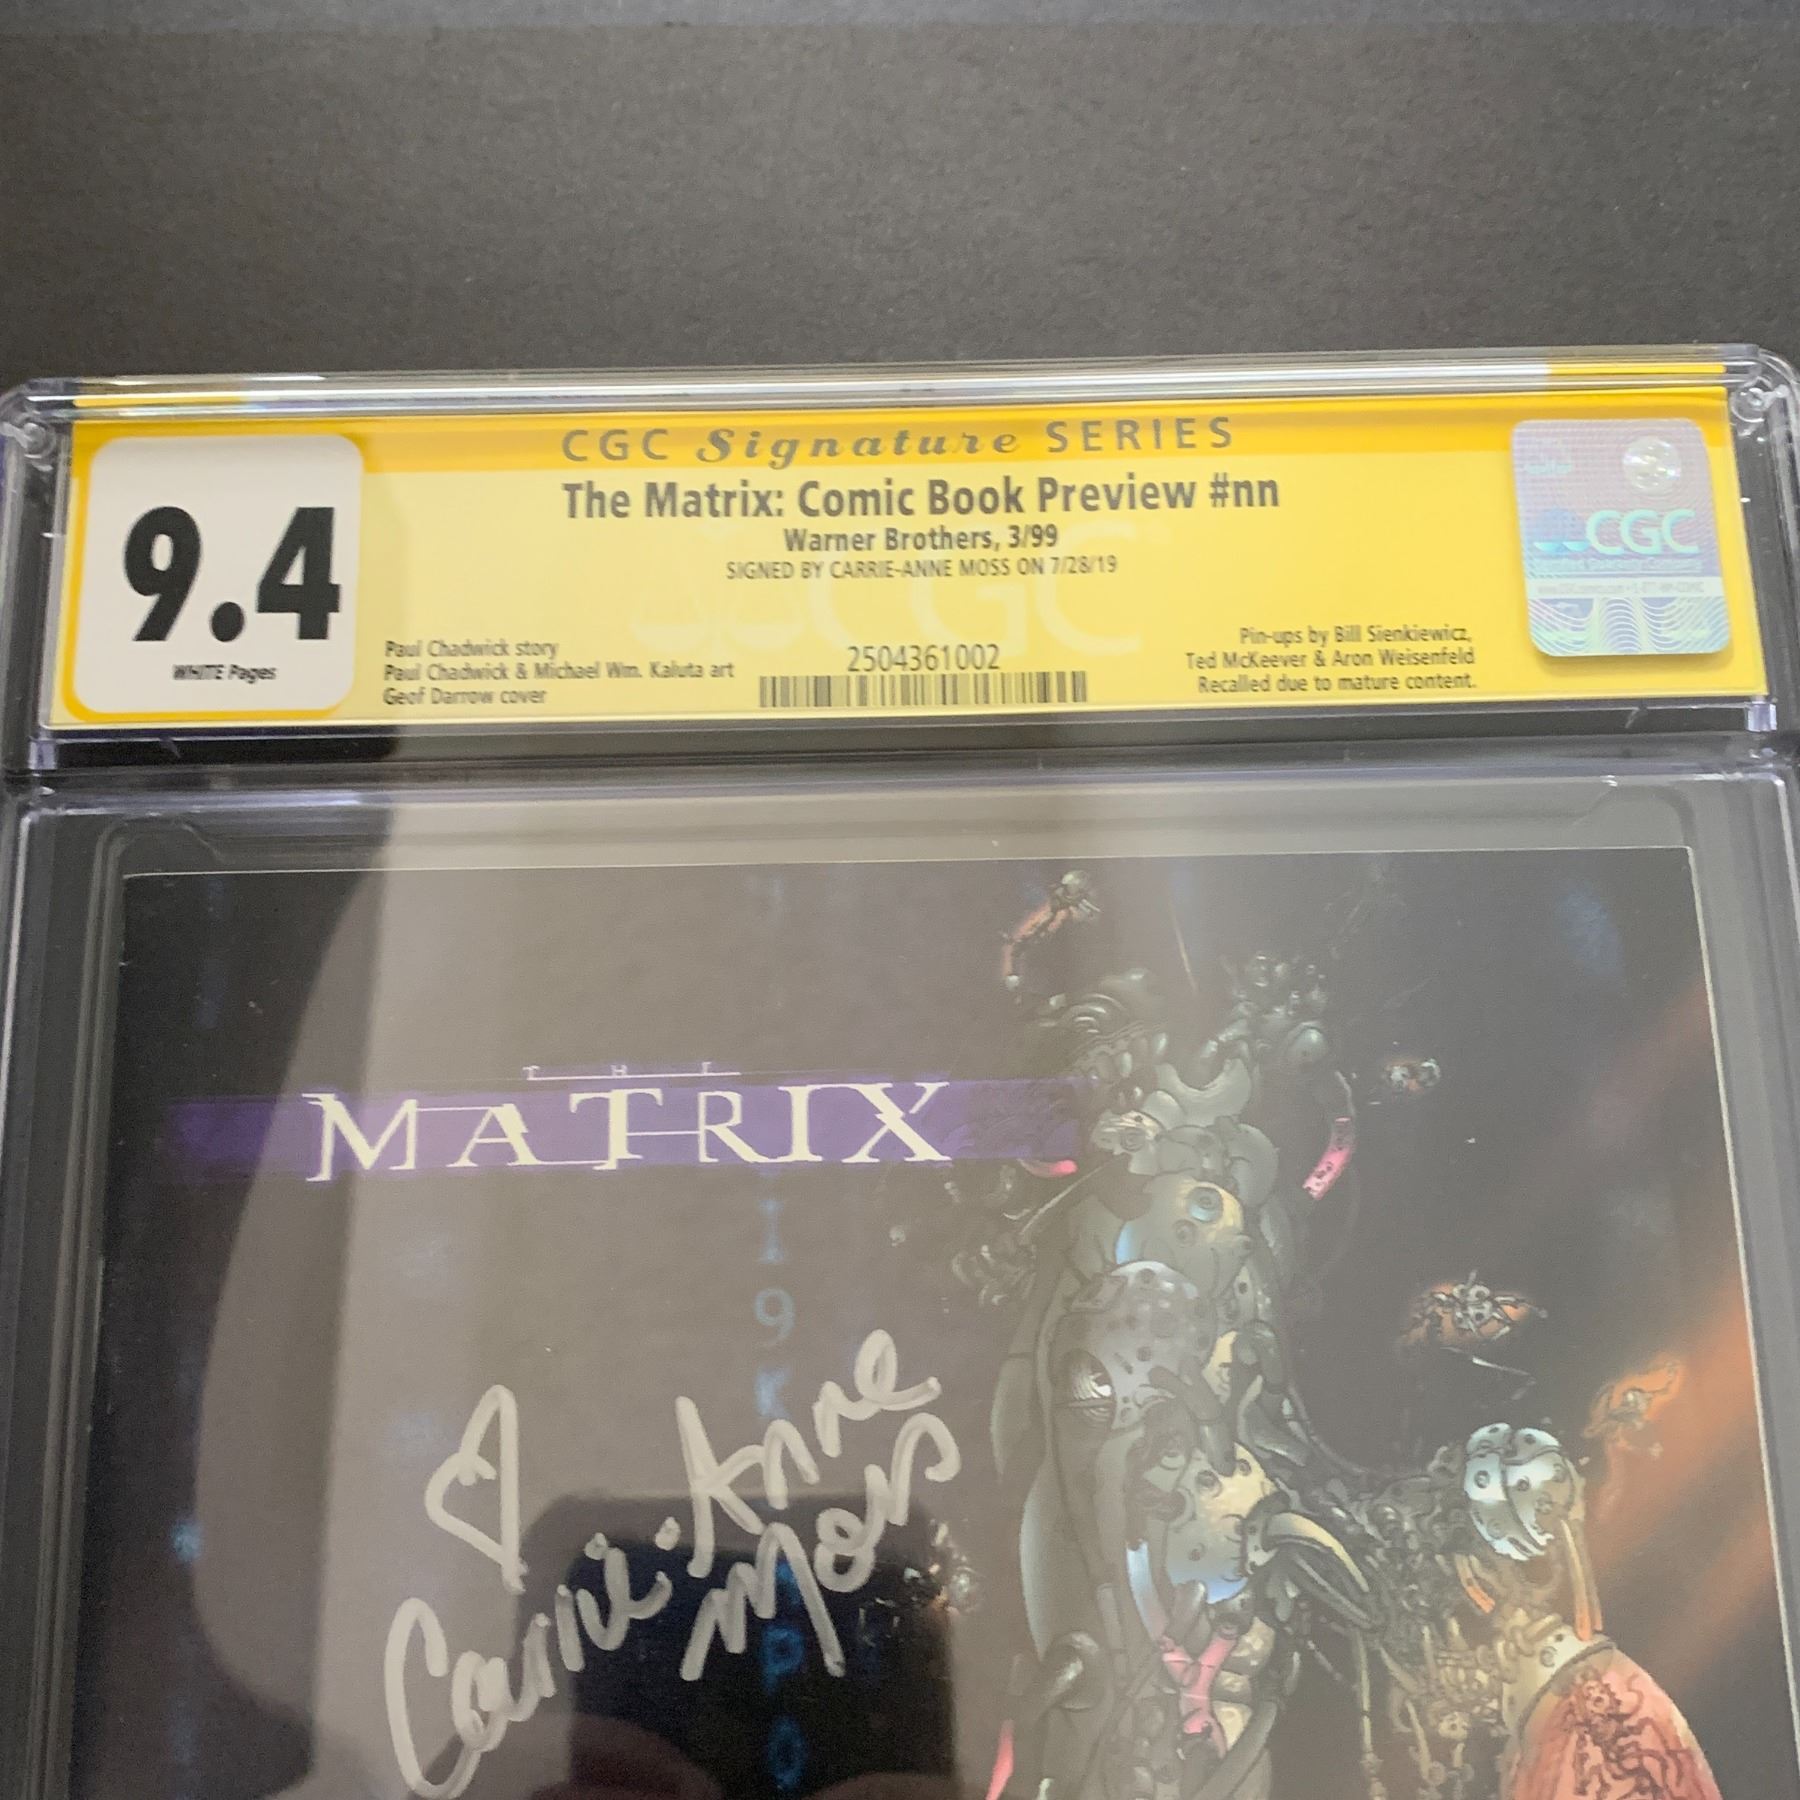 CGC Signature SERIES
The Matrix: Comic Book Preview #nn
Warner Brothers, 3/99
SIGNED BY CARRIE-ANNE MOSS ON 7/28/19
9.4
WHITE Pages
Paul Chadwick story
Paul Chadwick & Michael Wm. Kaluta art
Geof Darrow cover
2504361002
Pin-ups by Bill Sienkiewicz,
Ted McKeever & Aron Weisenfeld
Recalled due to mature content.
CGC
THE
MATRIX
I
9
K
P
O
Carrie-Anne
Moss